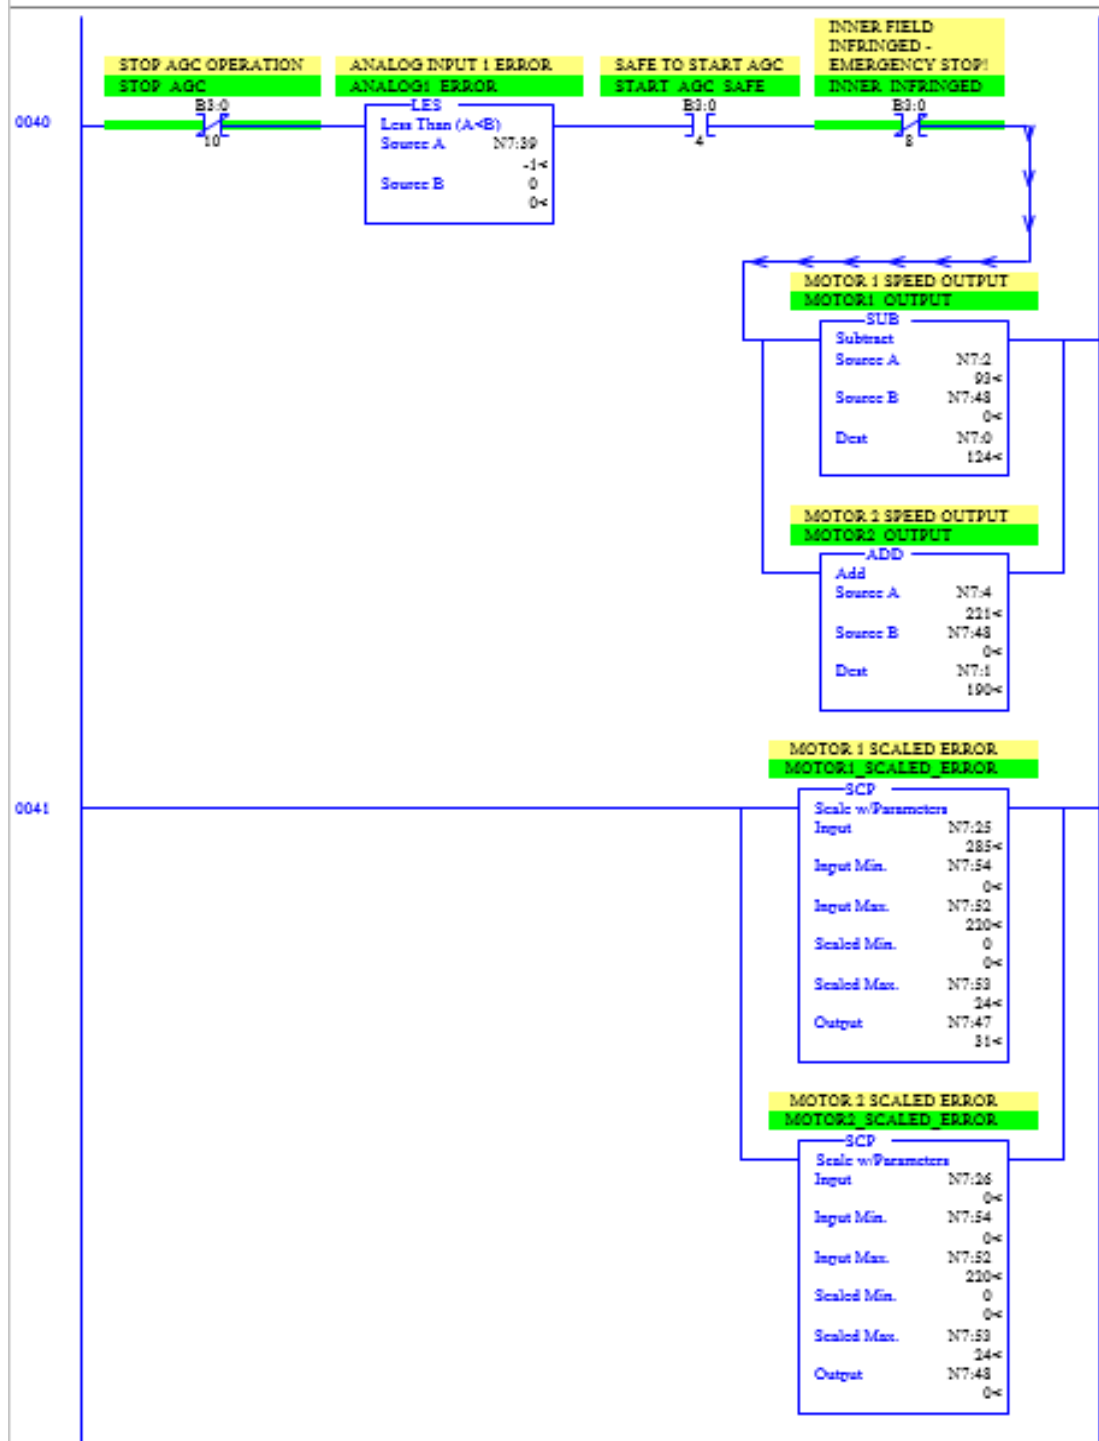 STOP AGC OPERATION
STOP_AGC
B3:0
10
ANALOG INPUT 1 ERROR
ANALOG1_ERROR
LES
Less Than (A<B)
Source A N7:39
-1<
Source B 0
0<
SAFE TO START AGC
START_AGC_SAFE
B3:0
4
INNER FIELD
INFRINGED -
EMERGENCY STOP!
INNER_INFRINGED
B3:0
8
0040
MOTOR 1 SPEED OUTPUT
MOTOR1_OUTPUT
SUB
Subtract
Source A N7:2
93<
Source B N7:48
0<
Dest N7:0
124<
MOTOR 2 SPEED OUTPUT
MOTOR2_OUTPUT
ADD
Add
Source A N7:4
221<
Source B N7:48
0<
Dest N7:1
190<
0041
MOTOR 1 SCALED ERROR
MOTOR1_SCALED_ERROR
SCP
Scale w/Parameters
Input N7:25
285<
Input Min. N7:54
0<
Input Max. N7:52
220<
Scaled Min. 0
0<
Scaled Max. N7:53
24<
Output N7:47
31<
MOTOR 2 SCALED ERROR
MOTOR2_SCALED_ERROR
SCP
Scale w/Parameters
Input N7:26
0<
Input Min. N7:54
0<
Input Max. N7:52
220<
Scaled Min. 0
0<
Scaled Max. N7:53
24<
Output N7:48
0<